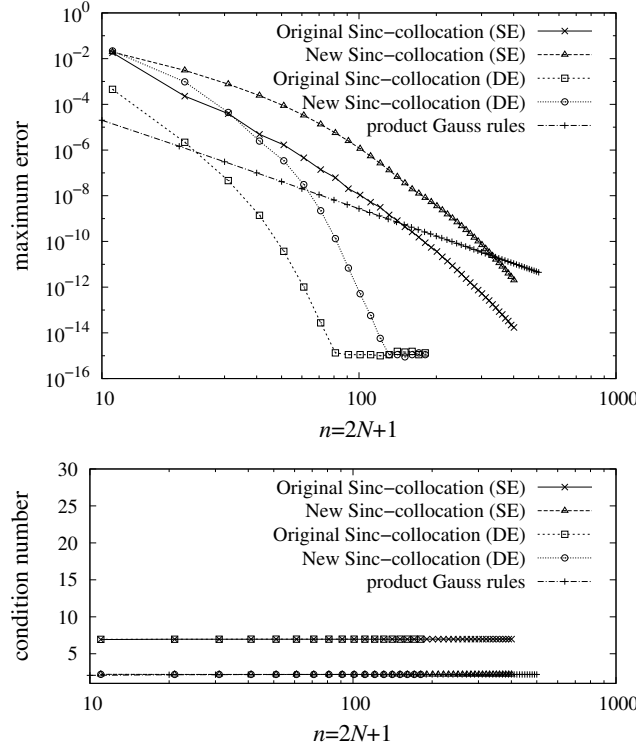 10^0
10^-2
10^-4
10^-6
10^-8
10^-10
10^-12
10^-14
10^-16
maximum error
Original Sinc-collocation (SE)
New Sinc-collocation (SE)
Original Sinc-collocation (DE)
New Sinc-collocation (DE)
product Gauss rules
10 100 1000
n=2N+1
30
25
20
15
10
5
condition number
Original Sinc-collocation (SE)
New Sinc-collocation (SE)
Original Sinc-collocation (DE)
New Sinc-collocation (DE)
product Gauss rules
10 100 1000
n=2N+1